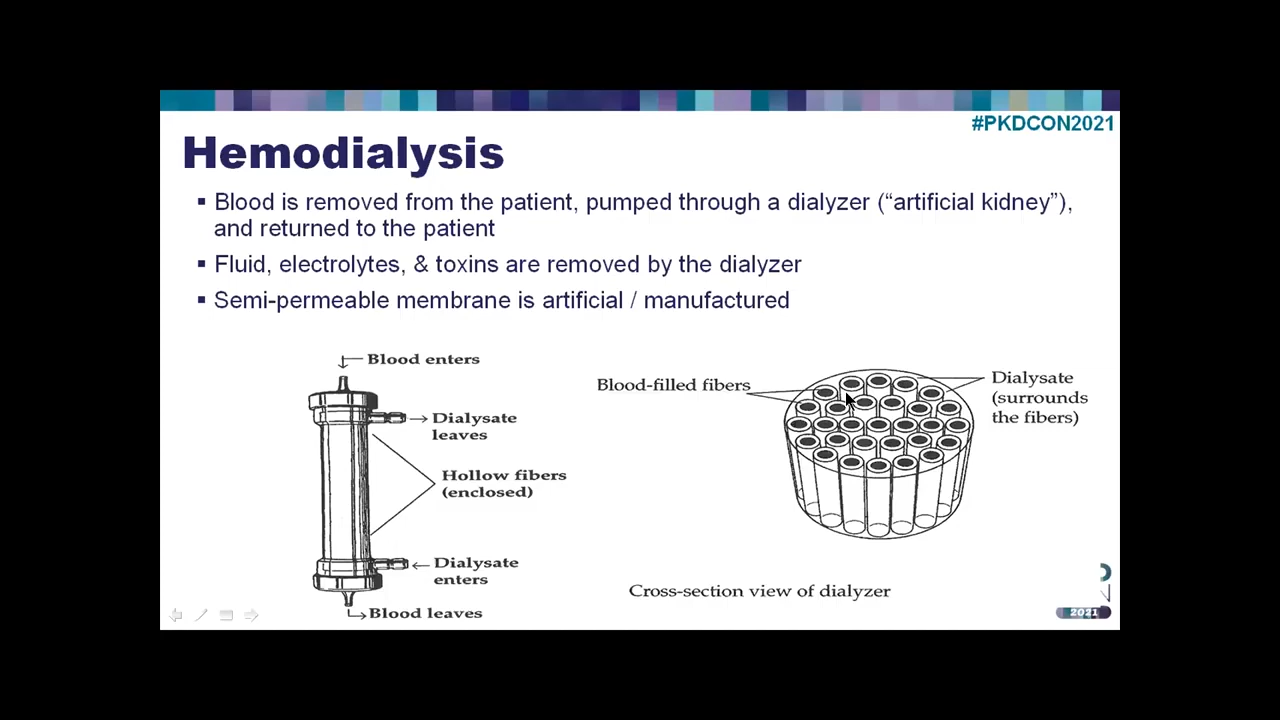 #PKDCON2021
Hemodialysis
▪ Blood is removed from the patient, pumped through a dialyzer (“artificial kidney”),
and returned to the patient
▪ Fluid, electrolytes, & toxins are removed by the dialyzer
▪ Semi-permeable membrane is artificial / manufactured
Blood enters
Dialysate
leaves
Hollow fibers
(enclosed)
Dialysate
enters
Blood leaves
Blood-filled fibers
Dialysate
(surrounds
the fibers)
Cross-section view of dialyzer
2021